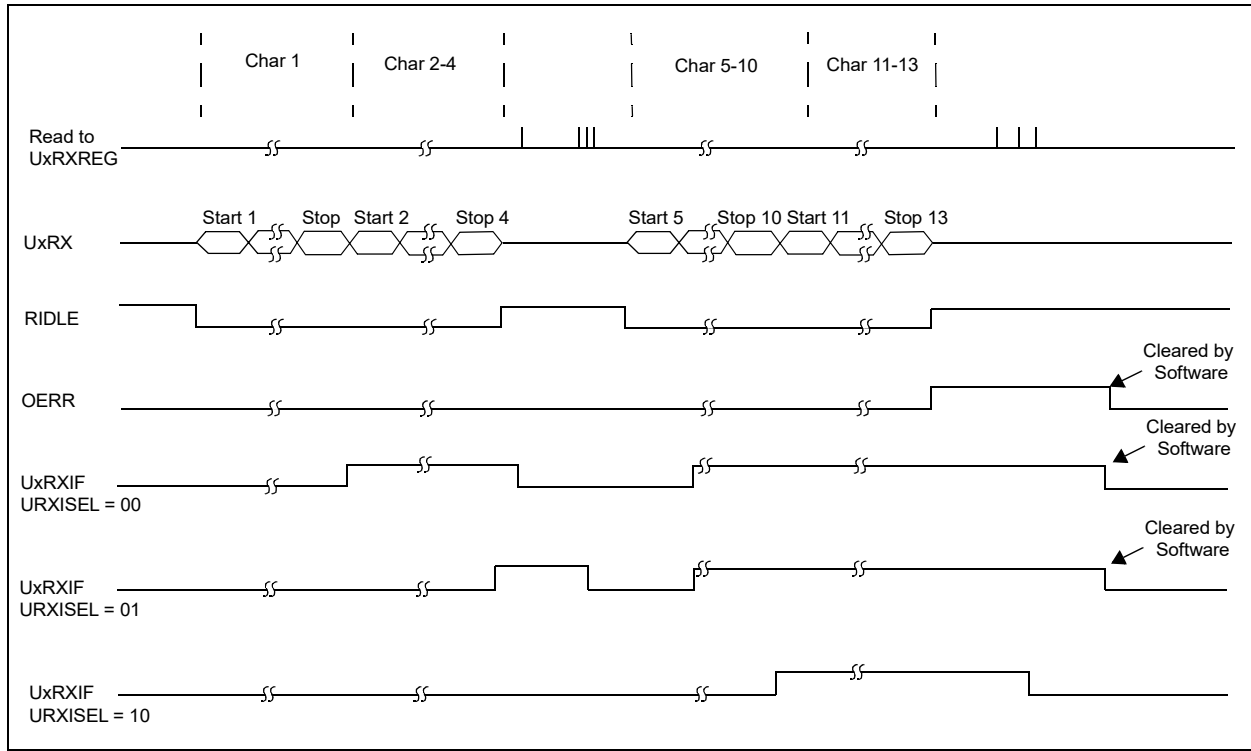 Char 1
Char 2-4
Char 5-10
Char 11-13
Read to
UxRXREG
Start 1
Stop
Start 2
Stop 4
Start 5
Stop 10
Start 11
Stop 13
UxRX
RIDLE
Cleared by
Software
OERR
Cleared by
Software
UxRXIF
URXISEL = 00
Cleared by
Software
UxRXIF
URXISEL = 01
UxRXIF
URXISEL = 10